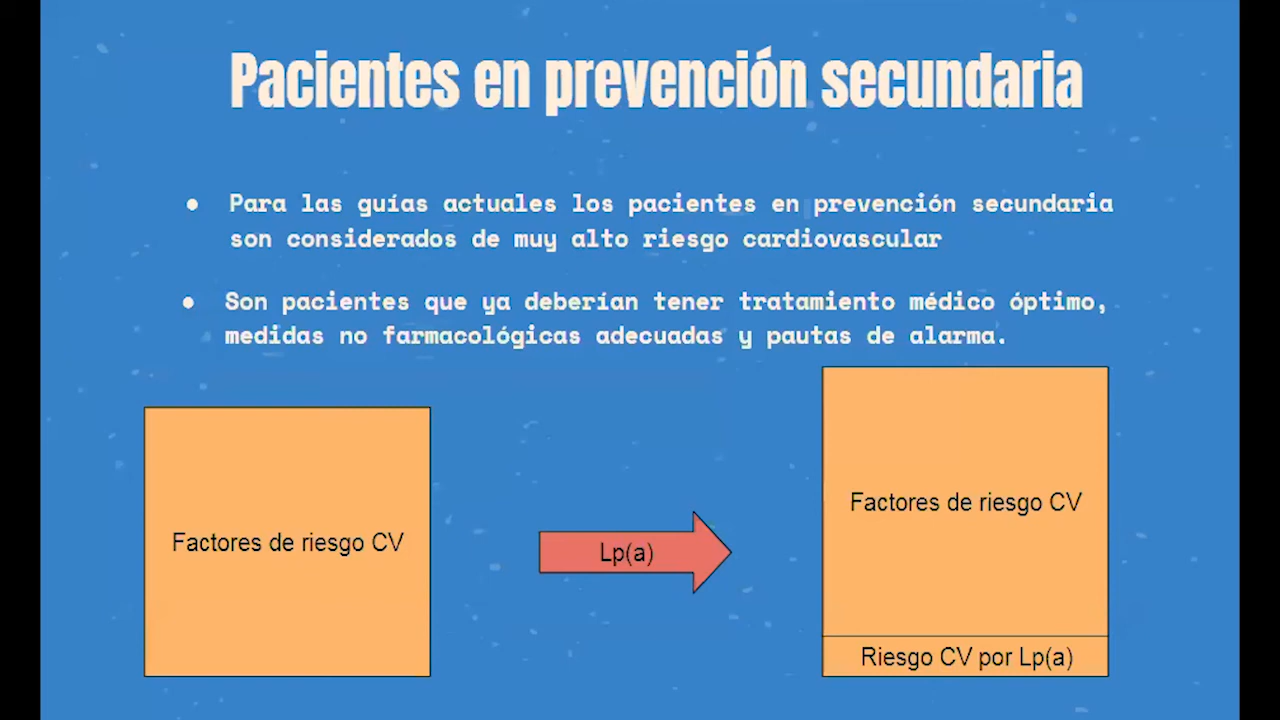 Pacientes en prevención secundaria
● Para las guías actuales los pacientes en prevención secundaria
son considerados de muy alto riesgo cardiovascular
● Son pacientes que ya deberían tener tratamiento médico óptimo,
medidas no farmacológicas adecuadas y pautas de alarma.
Factores de riesgo CV
Lp(a)
Factores de riesgo CV
Riesgo CV por Lp(a)